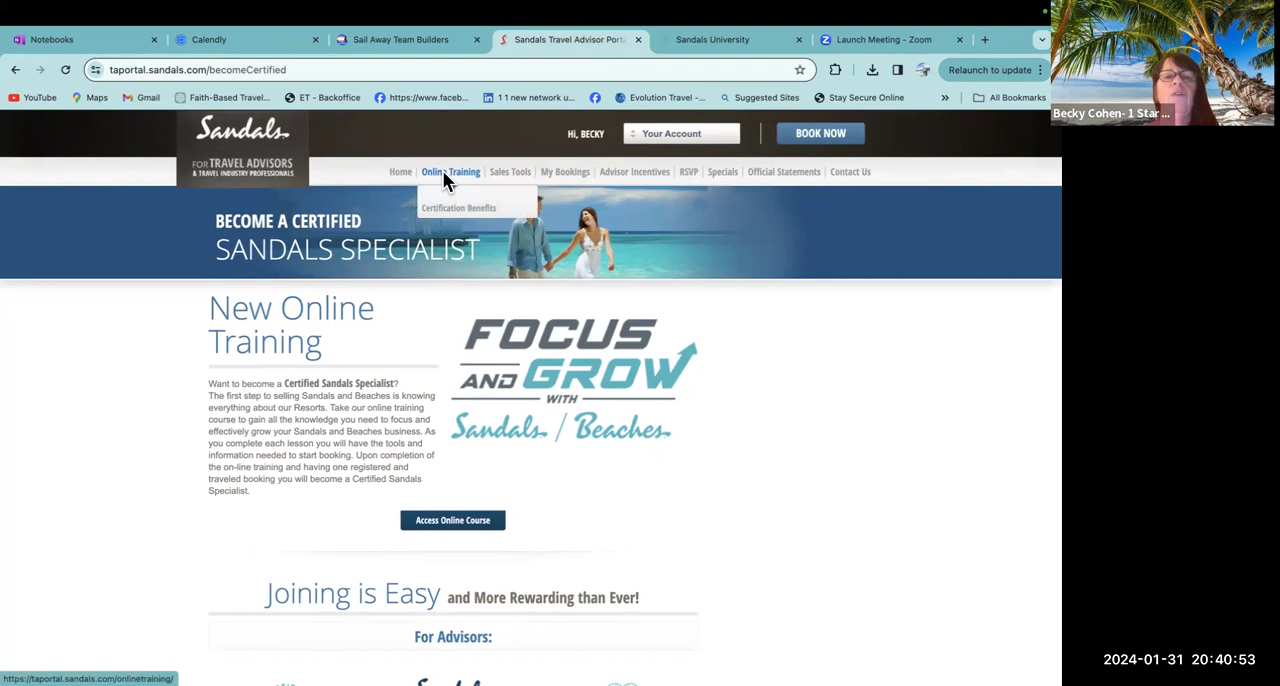 Notebooks
Calendly
Sail Away Team Builders
Sandals Travel Advisor Porta
Sandals University
Launch Meeting - Zoom
taportal.sandals.com/becomeCertified
Relaunch to update
YouTube
Maps
Gmail
Faith-Based Travel...
ET - Backoffice
https://www.faceb...
1 1 new network u...
Evolution Travel -...
Suggested Sites
Stay Secure Online
»
All Bookmarks
Becky Cohen- 1 Star ...
Sandals
FOR TRAVEL ADVISORS
& TRAVEL INDUSTRY PROFESSIONALS
Hi, BECKY
Your Account
BOOK NOW
Home | Online Training | Sales Tools | My Bookings | Advisor Incentives | RSVP | Specials | Official Statements | Contact Us
Certification Benefits
BECOME A CERTIFIED
SANDALS SPECIALIST
New Online
Training
Want to become a Certified Sandals Specialist?
The first step to selling Sandals and Beaches is knowing
everything about our Resorts. Take our online training
course to gain all the knowledge you need to focus and
effectively grow your Sandals and Beaches business. As
you complete each lesson you will have the tools and
information needed to start booking. Upon completion of
the on-line training and having one registered and
traveled booking you will become a Certified Sandals
Specialist.
FOCUS
AND GROW
WITH
Sandals / Beaches
Access Online Course
Joining is Easy and More Rewarding than Ever!
For Advisors:
https://taportal.sandals.com/onlinetraining/
2024-01-31 20:40:53